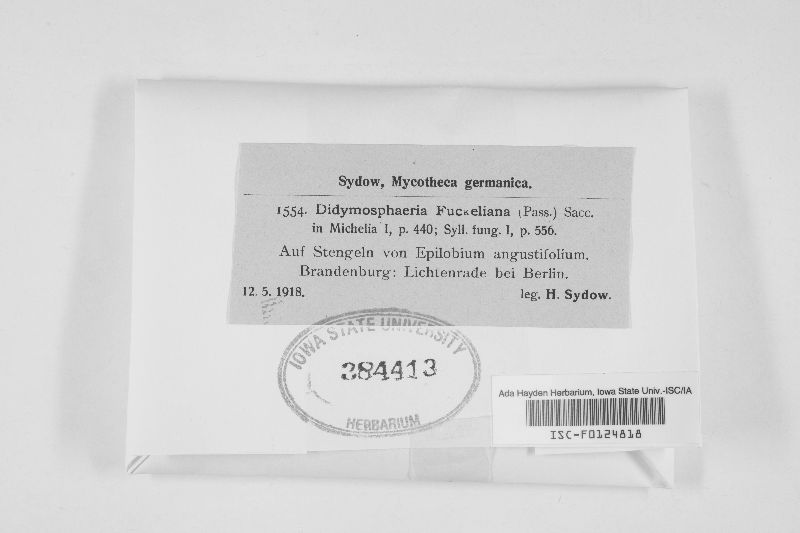 Sydow, Mycotheca germanica.
1554. Didymosphaeria Fuckeliana (Pass.) Sacc.
in Michelia I, p. 440; Syll. fung. I, p. 556.
Auf Stengeln von Epilobium angustifolium.
Brandenburg: Lichtenrade bei Berlin.
12. 5. 1918. leg. H. Sydow.
IOWA STATE UNIVERSITY
384413
HERBARIUM
Ada Hayden Herbarium, Iowa State Univ.-ISC/IA
ISC-F0124818